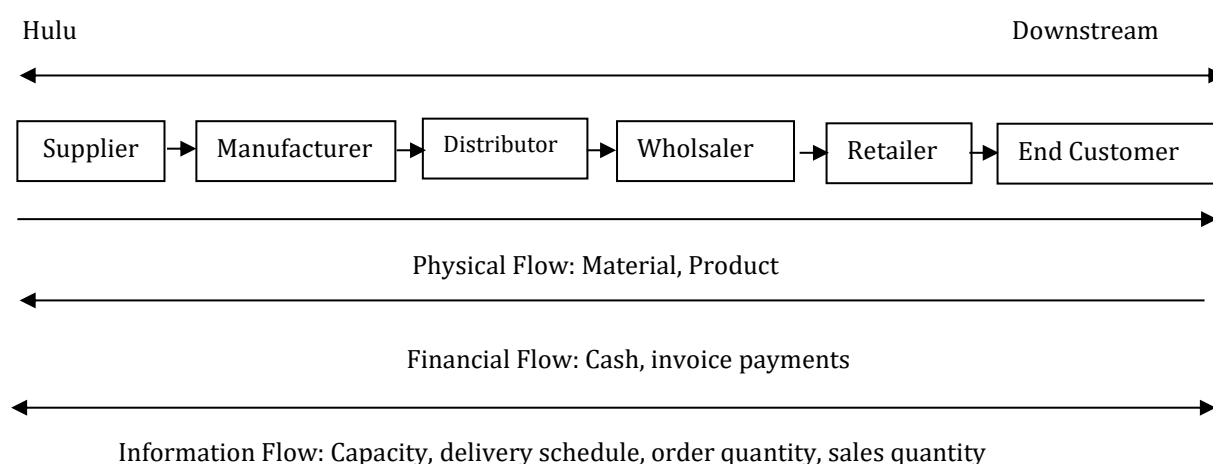 Hulu Downstream
Supplier Manufacturer Distributor Wholsaler Retailer End Customer
Physical Flow: Material, Product
Financial Flow: Cash, invoice payments
Information Flow: Capacity, delivery schedule, order quantity, sales quantity